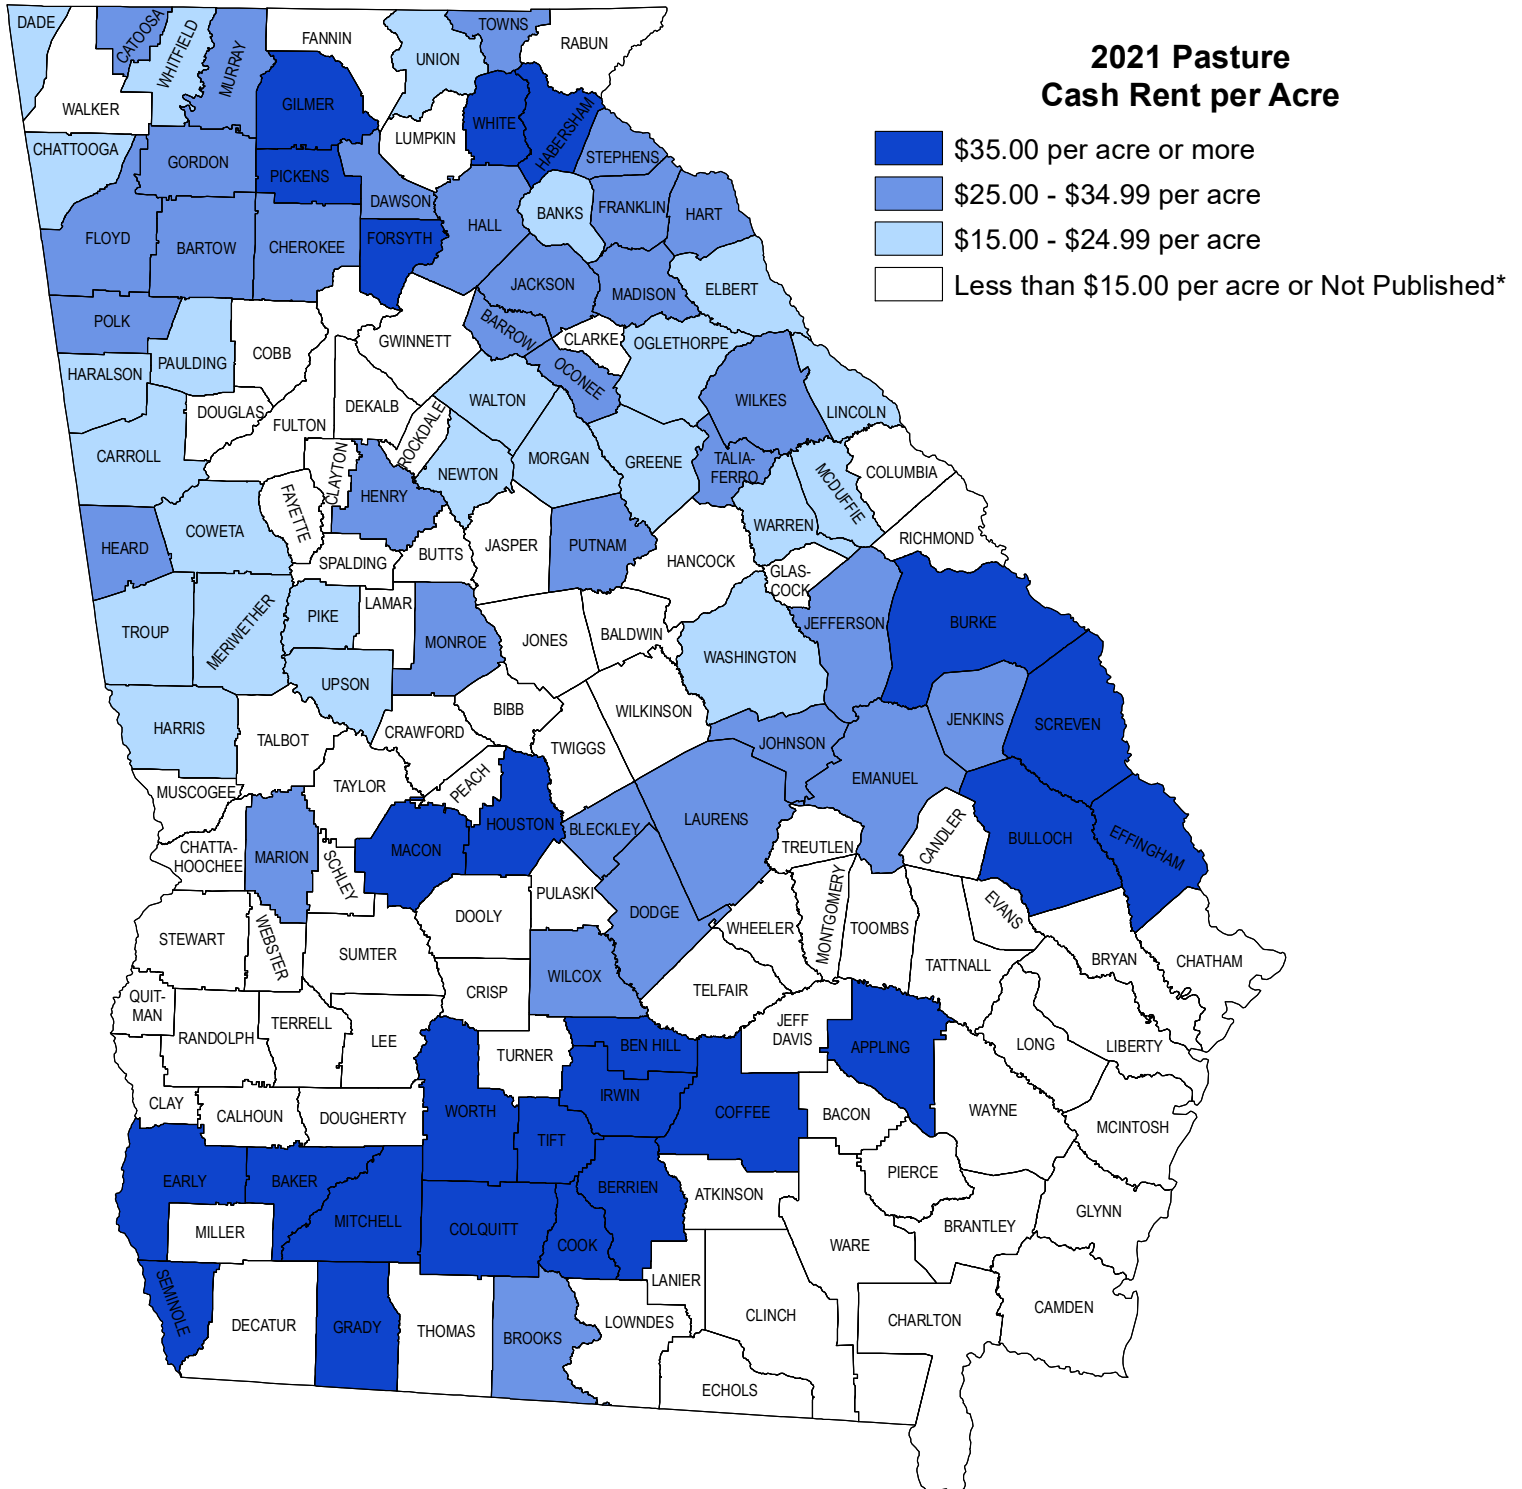 2021 Pasture
Cash Rent per Acre
$35.00 per acre or more
$25.00 - $34.99 per acre
$15.00 - $24.99 per acre
Less than $15.00 per acre or Not Published*
DADE
CATOOSA
WHITFIELD
MURRAY
FANNIN
UNION
TOWNS
RABUN
WALKER
GILMER
LUMPKIN
WHITE
HABERSHAM
STEPHENS
CHATTOOGA
GORDON
PICKENS
DAWSON
HALL
BANKS
FRANKLIN
HART
FLOYD
BARTOW
CHEROKEE
FORSYTH
JACKSON
MADISON
ELBERT
POLK
PAULDING
COBB
GWINNETT
BARROW
CLARKE
OGLETHORPE
HARALSON
OCONEE
DOUGLAS
FULTON
DEKALB
ROCKDALE
WALTON
WILKES
LINCOLN
CARROLL
CLAYTON
HENRY
NEWTON
MORGAN
GREENE
TALIA-
FERRO
MCDUFFIE
COLUMBIA
FAYETTE
COWETA
HEARD
SPALDING
BUTTS
JASPER
PUTNAM
HANCOCK
WARREN
RICHMOND
GLAS-
COCK
TROUP
MERIWETHER
PIKE
LAMAR
MONROE
JONES
BALDWIN
WASHINGTON
JEFFERSON
BURKE
UPSON
HARRIS
TALBOT
CRAWFORD
BIBB
TWIGGS
WILKINSON
JOHNSON
JENKINS
SCREVEN
MUSCOGEE
TAYLOR
PEACH
HOUSTON
BLECKLEY
LAURENS
EMANUEL
CANDLER
BULLOCH
EFFINGHAM
CHATTA-
HOOCHEE
MARION
SCHLEY
MACON
PULASKI
TREUTLEN
MONTGOMERY
DOOLY
DODGE
WHEELER
TOOMBS
EVANS
STEWART
WEBSTER
SUMTER
WILCOX
TATTNALL
BRYAN
CHATHAM
QUIT-
MAN
CRISP
TELFAIR
RANDOLPH
TERRELL
LEE
TURNER
BEN HILL
JEFF
DAVIS
APPLING
LONG
LIBERTY
CLAY
CALHOUN
DOUGHERTY
WORTH
TIFT
IRWIN
COFFEE
BACON
WAYNE
MCINTOSH
EARLY
BAKER
MITCHELL
COLQUITT
BERRIEN
ATKINSON
PIERCE
GLYNN
MILLER
COOK
WARE
BRANTLEY
SEMINOLE
DECATUR
GRADY
THOMAS
BROOKS
LANIER
LOWNDES
CLINCH
CHARLTON
CAMDEN
ECHOLS